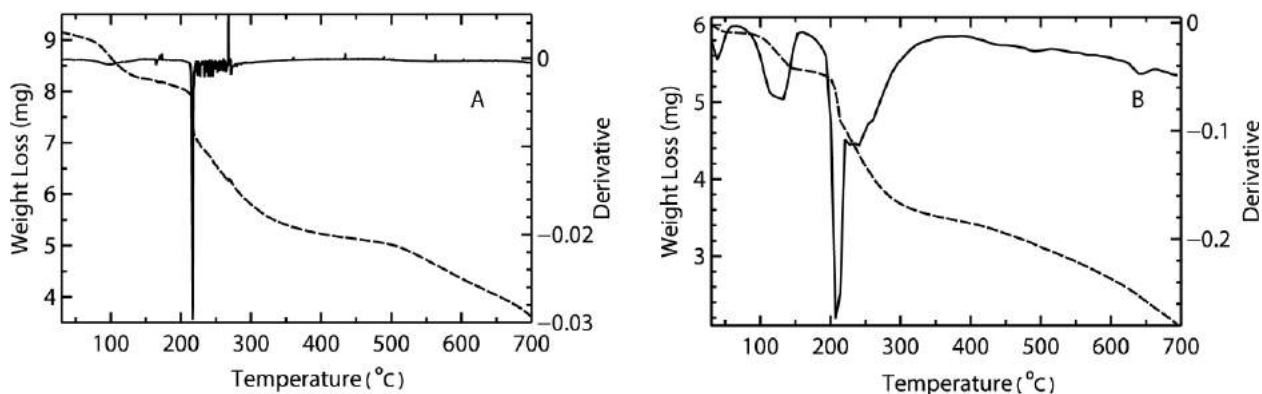 9
8
7
6
5
4
Weight Loss (mg)
100 200 300 400 500 600 700
Temperature (°C)
0
−0.02
−0.03
Derivative
A
6
5
4
3
Weight Loss (mg)
100 200 300 400 500 600 700
Temperature (°C)
0
−0.1
−0.2
Derivative
B